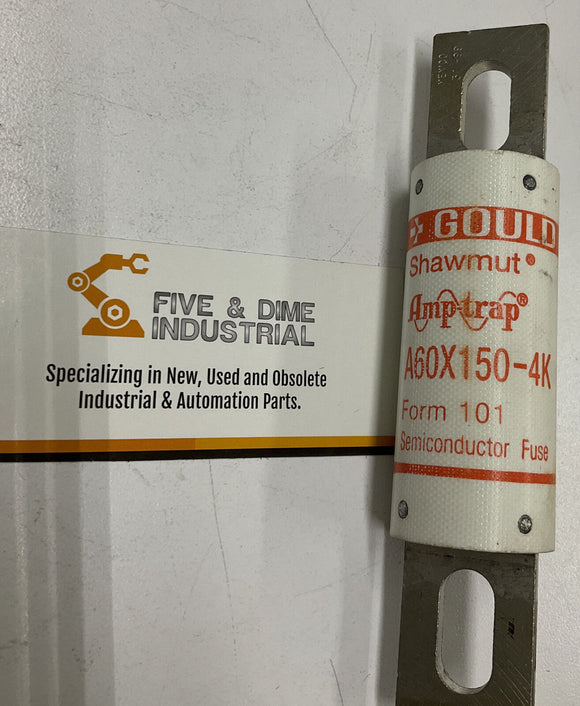 FIVE & DIME
INDUSTRIAL
Specializing in New, Used and Obsolete
Industrial & Automation Parts.
MEXICO
GOULD
Shawmut®
Amp-trap®
A60X150-4K
Form 101
Semiconductor Fuse